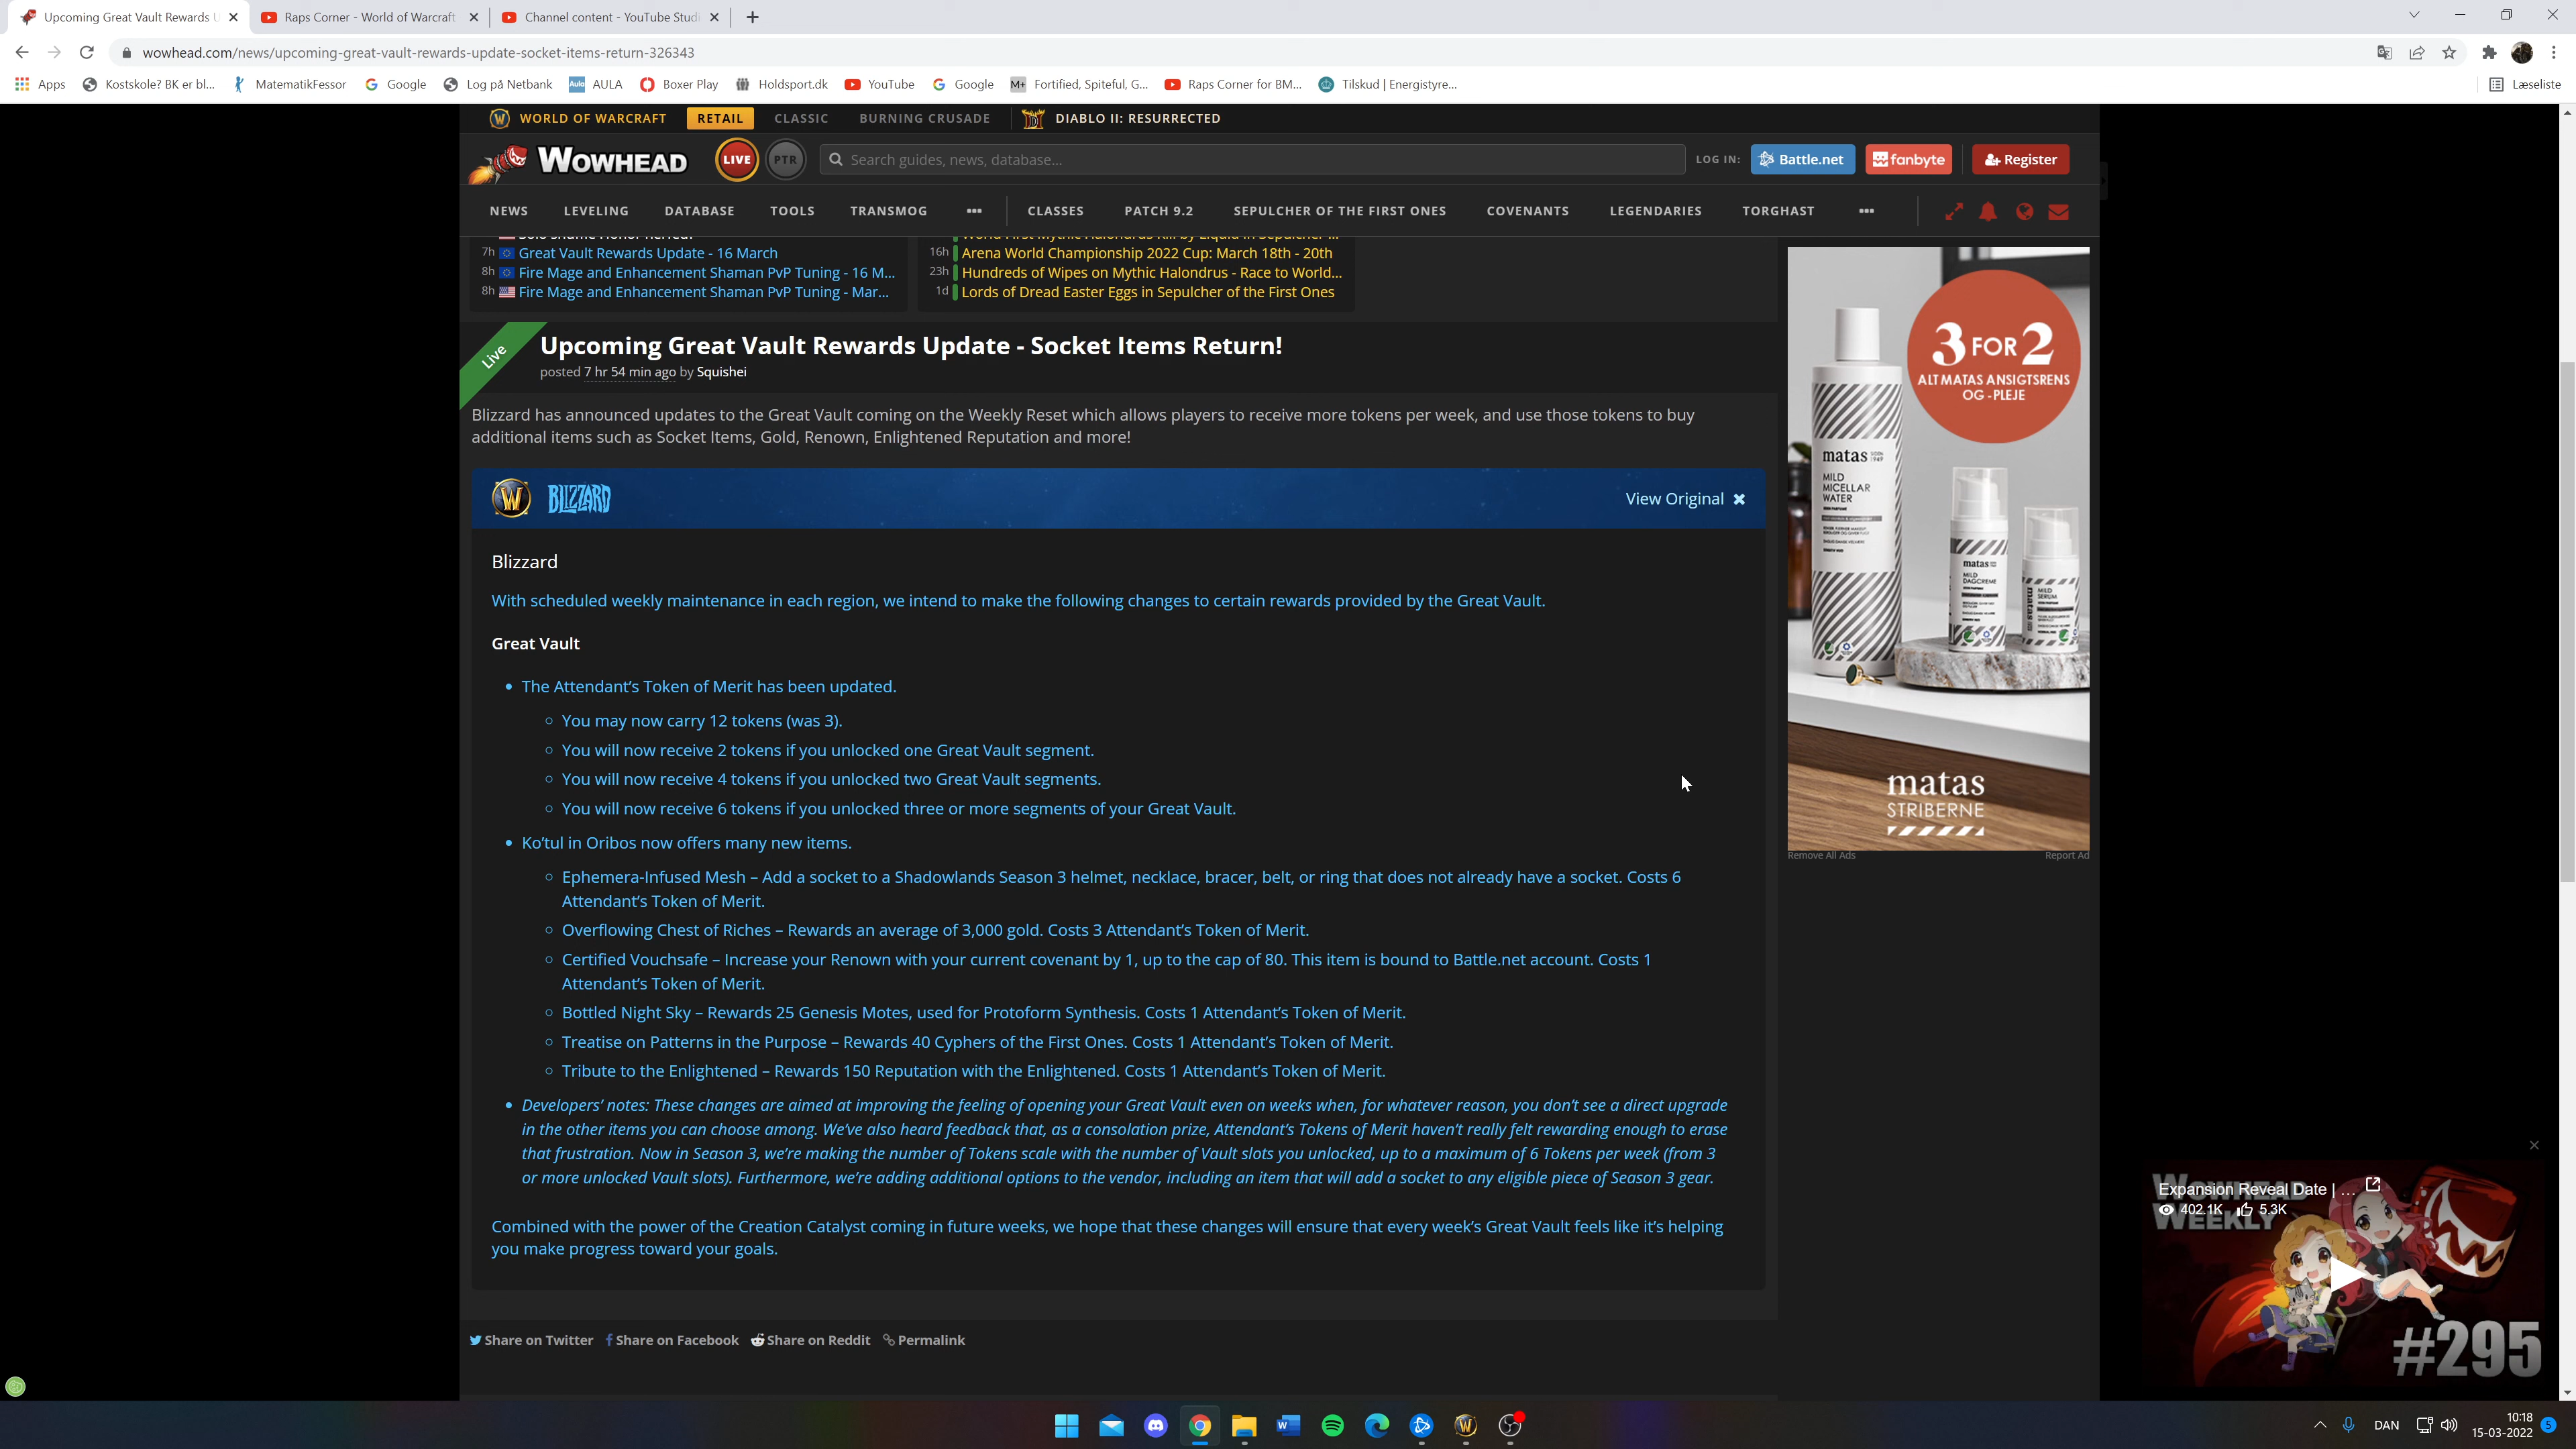 Upcoming Great Vault Rewards U
Raps Corner - World of Warcraft
Channel content - YouTube Studi
wowhead.com/news/upcoming-great-vault-rewards-update-socket-items-return-326343
Apps
Kostskole? BK er bl...
MatematikFessor
Google
Log på Netbank
Aula
AULA
Boxer Play
Holdsport.dk
YouTube
Google
M+
Fortified, Spiteful, G...
Raps Corner for BM...
Tilskud | Energistyre...
Læseliste
WORLD OF WARCRAFT
RETAIL
CLASSIC
BURNING CRUSADE
DIABLO II: RESURRECTED
WOWHEAD
LIVE
PTR
Search guides, news, database...
LOG IN:
Battle.net
fanbyte
Register
NEWS
LEVELING
DATABASE
TOOLS
TRANSMOG
•••
CLASSES
PATCH 9.2
SEPULCHER OF THE FIRST ONES
COVENANTS
LEGENDARIES
TORGHAST
•••
7h Great Vault Rewards Update - 16 March
8h Fire Mage and Enhancement Shaman PvP Tuning - 16 M...
8h Fire Mage and Enhancement Shaman PvP Tuning - Mar...
16h Arena World Championship 2022 Cup: March 18th - 20th
23h Hundreds of Wipes on Mythic Halondrus - Race to World...
1d Lords of Dread Easter Eggs in Sepulcher of the First Ones
Live
Upcoming Great Vault Rewards Update - Socket Items Return!
posted 7 hr 54 min ago by Squishei
Blizzard has announced updates to the Great Vault coming on the Weekly Reset which allows players to receive more tokens per week, and use those tokens to buy
additional items such as Socket Items, Gold, Renown, Enlightened Reputation and more!
BLIZZARD
View Original
Blizzard
With scheduled weekly maintenance in each region, we intend to make the following changes to certain rewards provided by the Great Vault.
Great Vault
• The Attendant's Token of Merit has been updated.
○ You may now carry 12 tokens (was 3).
○ You will now receive 2 tokens if you unlocked one Great Vault segment.
○ You will now receive 4 tokens if you unlocked two Great Vault segments.
○ You will now receive 6 tokens if you unlocked three or more segments of your Great Vault.
• Ko'tul in Oribos now offers many new items.
○ Ephemera-Infused Mesh – Add a socket to a Shadowlands Season 3 helmet, necklace, bracer, belt, or ring that does not already have a socket. Costs 6
Attendant's Token of Merit.
○ Overflowing Chest of Riches – Rewards an average of 3,000 gold. Costs 3 Attendant's Token of Merit.
○ Certified Vouchsafe – Increase your Renown with your current covenant by 1, up to the cap of 80. This item is bound to Battle.net account. Costs 1
Attendant's Token of Merit.
○ Bottled Night Sky – Rewards 25 Genesis Motes, used for Protoform Synthesis. Costs 1 Attendant's Token of Merit.
○ Treatise on Patterns in the Purpose – Rewards 40 Cyphers of the First Ones. Costs 1 Attendant's Token of Merit.
○ Tribute to the Enlightened – Rewards 150 Reputation with the Enlightened. Costs 1 Attendant's Token of Merit.
• Developers' notes: These changes are aimed at improving the feeling of opening your Great Vault even on weeks when, for whatever reason, you don't see a direct upgrade
in the other items you can choose among. We've also heard feedback that, as a consolation prize, Attendant's Tokens of Merit haven't really felt rewarding enough to erase
that frustration. Now in Season 3, we're making the number of Tokens scale with the number of Vault slots you unlocked, up to a maximum of 6 Tokens per week (from 3
or more unlocked Vault slots). Furthermore, we're adding additional options to the vendor, including an item that will add a socket to any eligible piece of Season 3 gear.
Combined with the power of the Creation Catalyst coming in future weeks, we hope that these changes will ensure that every week's Great Vault feels like it's helping
you make progress toward your goals.
Share on Twitter
Share on Facebook
Share on Reddit
Permalink
3 FOR 2
ALT MATAS ANSIGTSRENS
OG -PLEJE
matas
MILD
MICELLAR
WATER
matas
MILD
DAGCREME
MILD
SERUM
matas
matas
STRIBERNE
Remove All Ads
Report Ad
WOWHEAD
WEEKLY
Expansion Reveal Date | ...
402.1K
5.3K
#295
DAN
10:18
15-03-2022
5